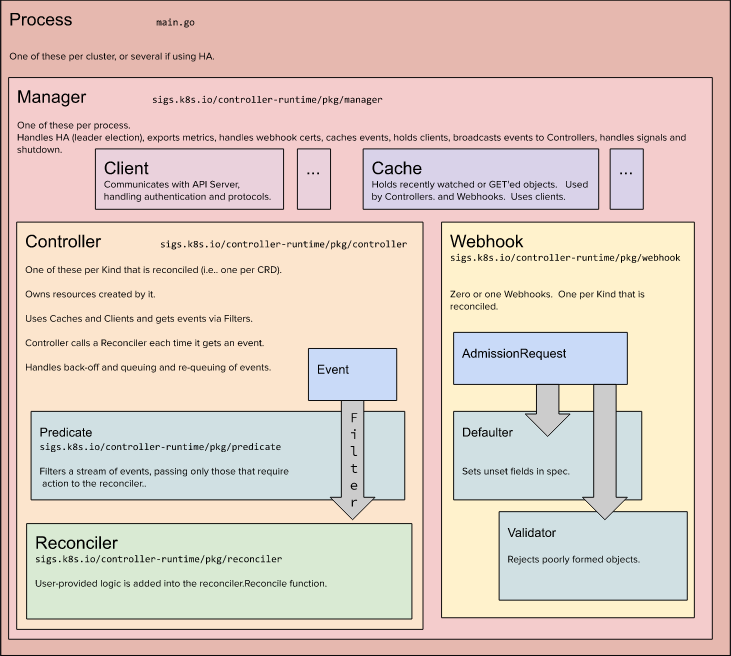 Process main.go
One of these per cluster, or several if using HA.
Manager sigs.k8s.io/controller-runtime/pkg/manager
One of these per process.
Handles HA (leader election), exports metrics, handles webhook certs, caches events, holds clients, broadcasts events to Controllers, handles signals and
shutdown.
Client
Communicates with API Server,
handling authentication and protocols.
...
Cache
Holds recently watched or GET'ed objects. Used
by Controllers. and Webhooks. Uses clients.
...
Controller sigs.k8s.io/controller-runtime/pkg/controller
One of these per Kind that is reconciled (i.e.. one per CRD).
Owns resources created by it.
Uses Caches and Clients and gets events via Filters.
Controller calls a Reconciler each time it gets an event.
Handles back-off and queuing and re-queuing of events.
Event
Filter
Predicate
sigs.k8s.io/controller-runtime/pkg/predicate
Filters a stream of events, passing only those that require
action to the reconciler..
Reconciler
sigs.k8s.io/controller-runtime/pkg/reconciler
User-provided logic is added into the reconciler.Reconcile function.
Webhook
sigs.k8s.io/controller-runtime/pkg/webhook
Zero or one Webhooks. One per Kind that is
reconciled.
AdmissionRequest
Defaulter
Sets unset fields in spec.
Validator
Rejects poorly formed objects.